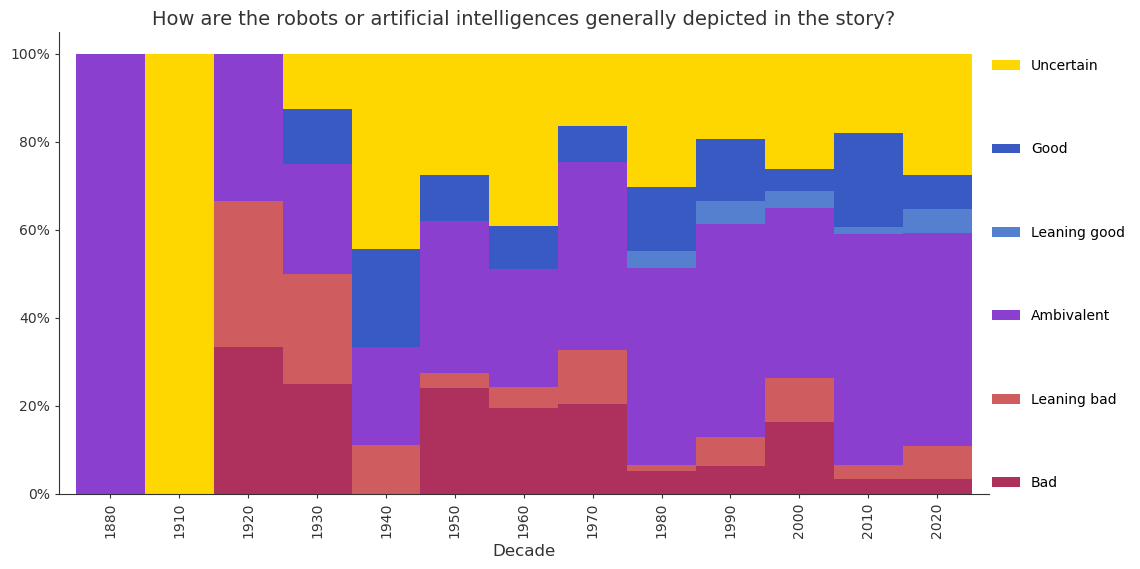 How are the robots or artificial intelligences generally depicted in the story?
100%
80%
60%
40%
20%
0%
1880
1910
1920
1930
1940
1950
1960
1970
1980
1990
2000
2010
2020
Decade
Uncertain
Good
Leaning good
Ambivalent
Leaning bad
Bad